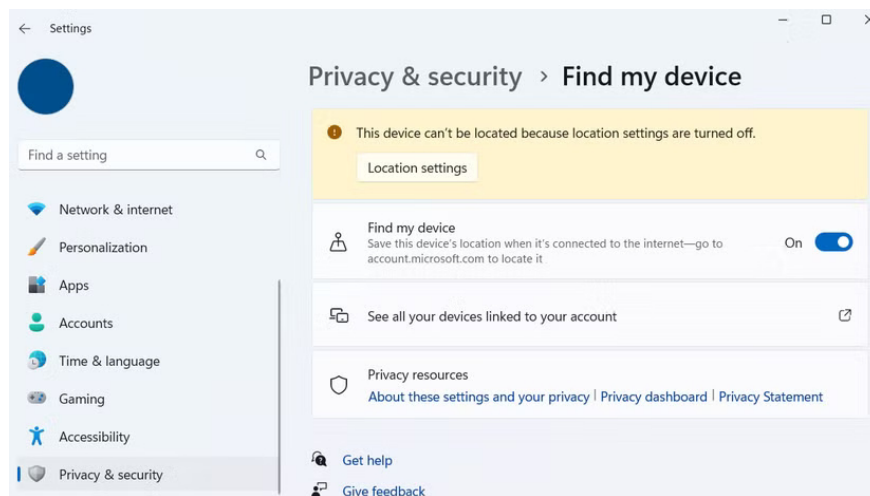 Settings
Find a setting
Network & internet
Personalization
Apps
Accounts
Time & language
Gaming
Accessibility
Privacy & security
Privacy & security › Find my device
This device can't be located because location settings are turned off.
Location settings
Find my device
Save this device's location when it's connected to the internet—go to
account.microsoft.com to locate it
On
See all your devices linked to your account
Privacy resources
About these settings and your privacy | Privacy dashboard | Privacy Statement
Get help
Give feedback